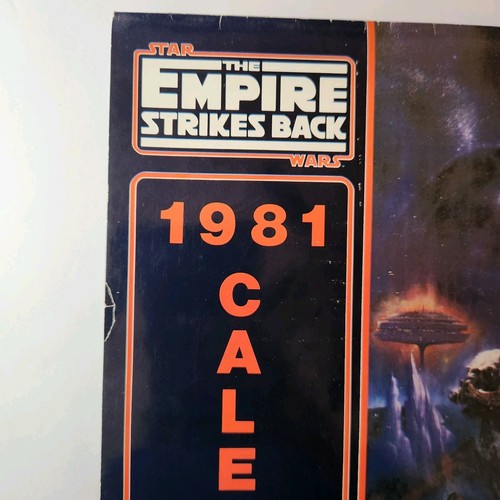 STAR
THE
EMPIRE
STRIKES BACK
WARS
1981
C
A
L
E